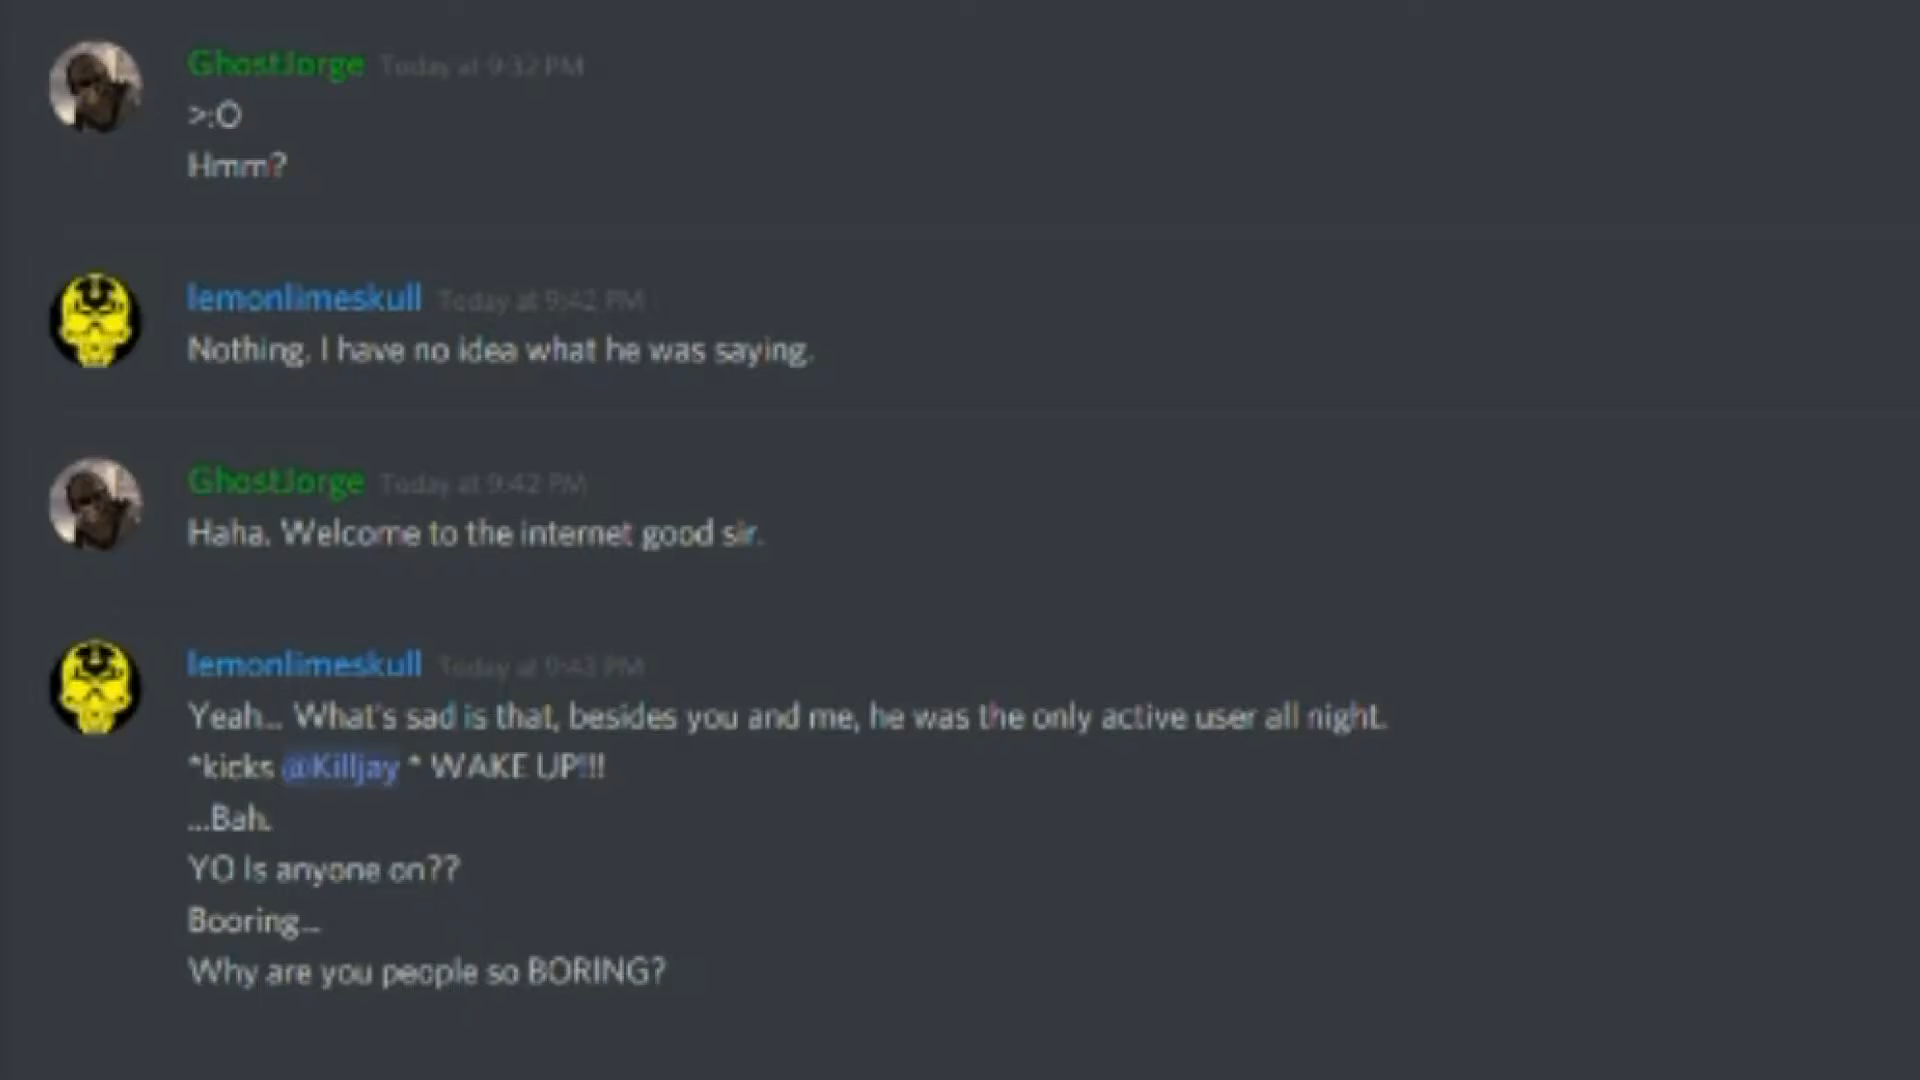 GhostJorge Today at 9:32 PM
>:O
Hmm?
lemonlimeskull Today at 9:42 PM
Nothing. I have no idea what he was saying.
GhostJorge Today at 9:42 PM
Haha. Welcome to the internet good sir.
lemonlimeskull Today at 9:43 PM
Yeah... What's sad is that, besides you and me, he was the only active user all night.
*kicks @Killjay * WAKE UP!!!
...Bah.
YO Is anyone on??
Booring...
Why are you people so BORING?